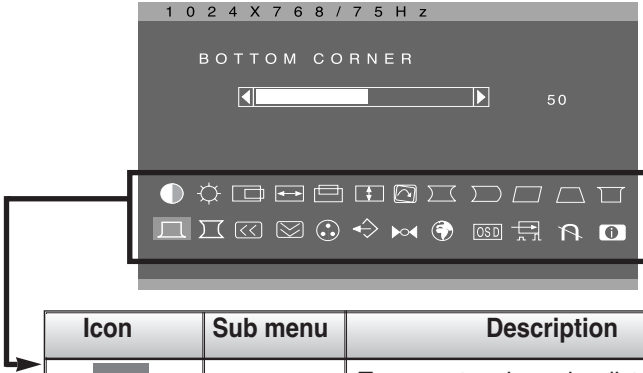 1024X768/75Hz
BOTTOM CORNER
50
OSD
Icon Sub menu Description